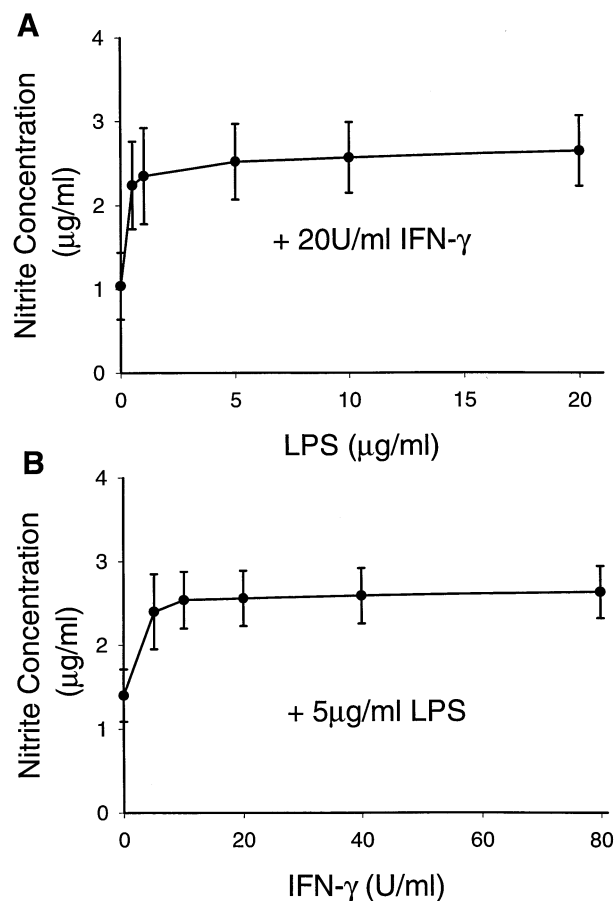 A
Nitrite Concentration
(μg/ml)
4
3
2
1
0
+ 20U/ml IFN-γ
0 5 10 15 20
LPS (μg/ml)
B
Nitrite Concentration
(μg/ml)
4
3
2
1
0
+ 5μg/ml LPS
0 20 40 60 80
IFN-γ (U/ml)